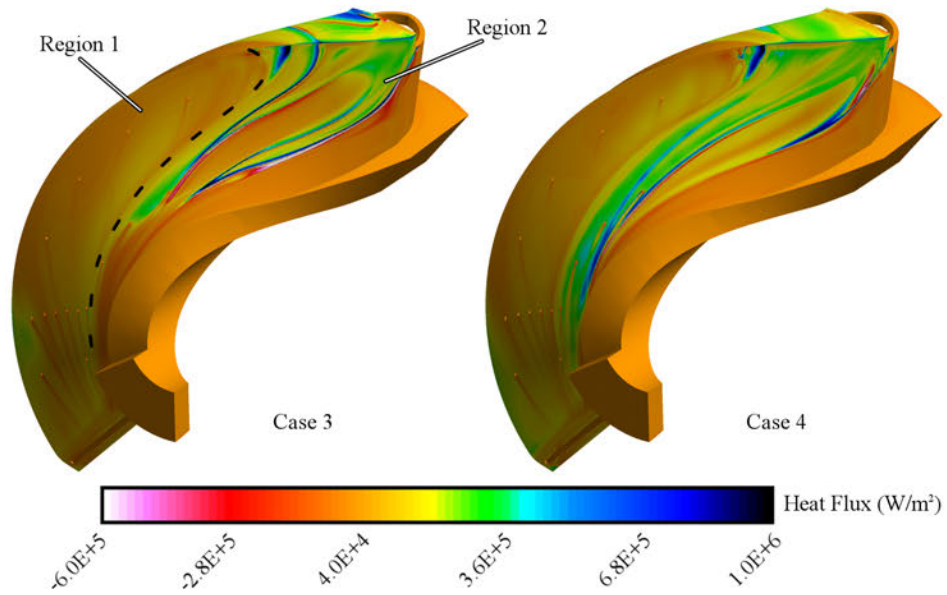 Region 1
Region 2
Case 3
Case 4
Heat Flux (W/m²)
-6.0E+5
-2.8E+5
4.0E+4
3.6E+5
6.8E+5
1.0E+6